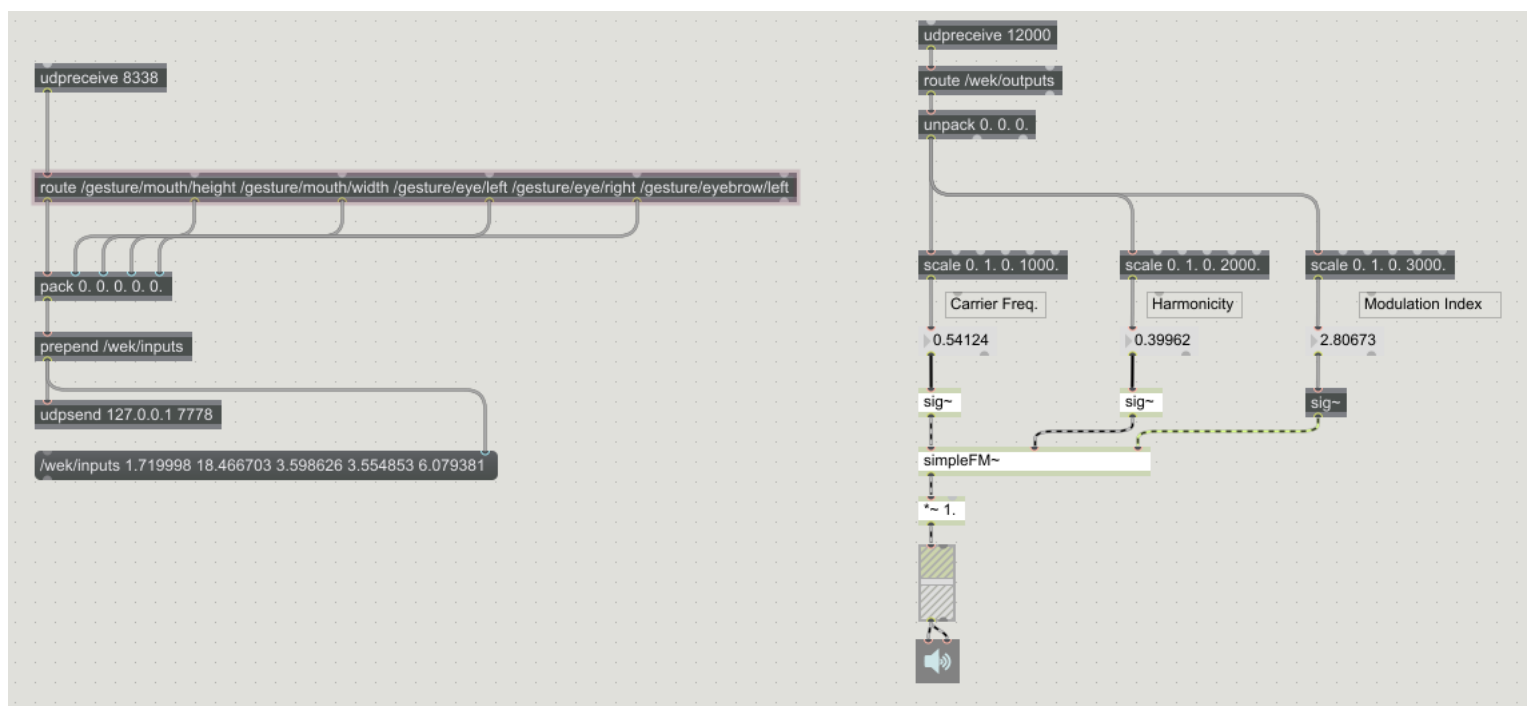 udpreceive 8338
route /gesture/mouth/height /gesture/mouth/width /gesture/eye/left /gesture/eye/right /gesture/eyebrow/left
pack 0. 0. 0. 0. 0.
prepend /wek/inputs
udpsend 127.0.0.1 7778
/wek/inputs 1.719998 18.466703 3.598626 3.554853 6.079381
udpreceive 12000
route /wek/outputs
unpack 0. 0. 0.
scale 0. 1. 0. 1000.
scale 0. 1. 0. 2000.
scale 0. 1. 0. 3000.
Carrier Freq.
Harmonicity
Modulation Index
0.54124
0.39962
2.80673
sig~
sig~
sig~
simpleFM~
*~ 1.